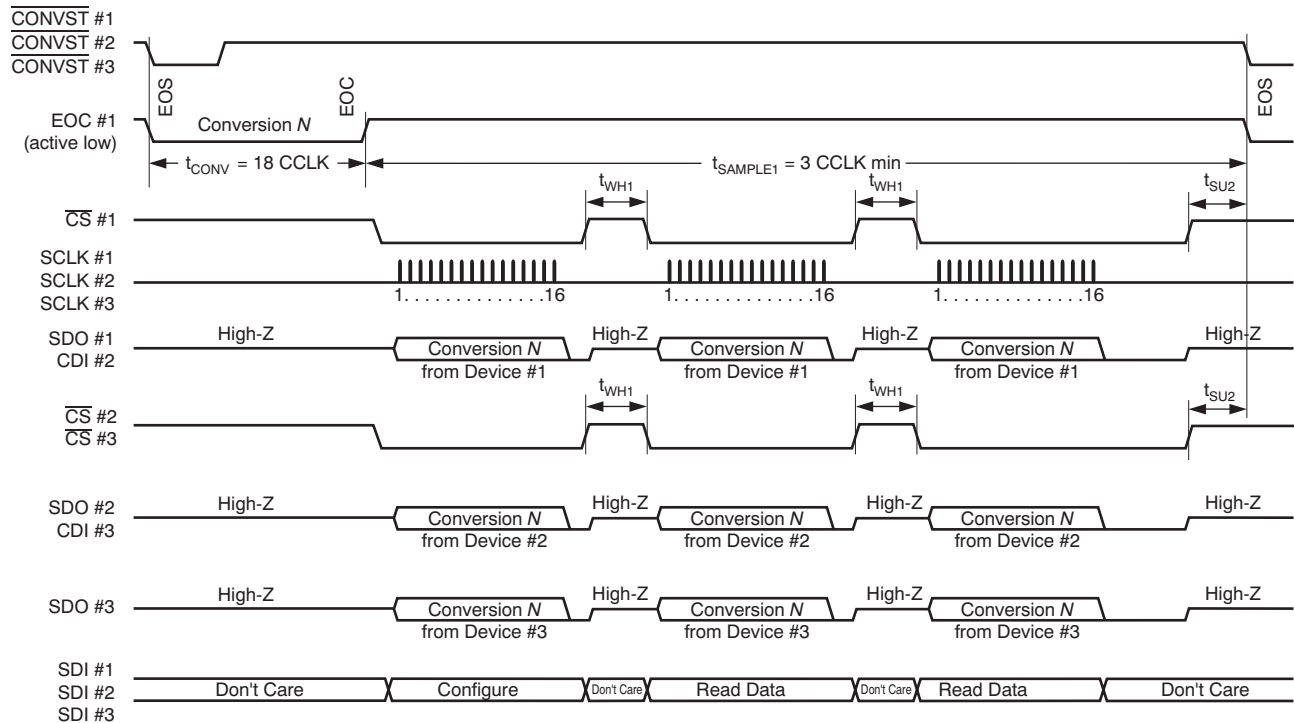 CONVST #1
CONVST #2
CONVST #3
EOS
EOC
EOS
EOC #1
(active low)
Conversion N
tCONV = 18 CCLK
tSAMPLE1 = 3 CCLK min
tWH1
tWH1
tSU2
CS #1
SCLK #1
SCLK #2
SCLK #3
1. . . . . . . . . . . . . .16
1. . . . . . . . . . . . . .16
1. . . . . . . . . . . . . .16
SDO #1
CDI #2
High-Z
High-Z
High-Z
High-Z
Conversion N
from Device #1
Conversion N
from Device #1
Conversion N
from Device #1
tWH1
tWH1
tSU2
CS #2
CS #3
SDO #2
CDI #3
High-Z
High-Z
High-Z
High-Z
Conversion N
from Device #2
Conversion N
from Device #2
Conversion N
from Device #2
SDO #3
High-Z
High-Z
High-Z
High-Z
Conversion N
from Device #3
Conversion N
from Device #3
Conversion N
from Device #3
SDI #1
SDI #2
SDI #3
Don't Care
Configure
Don't Care
Read Data
Don't Care
Read Data
Don't Care